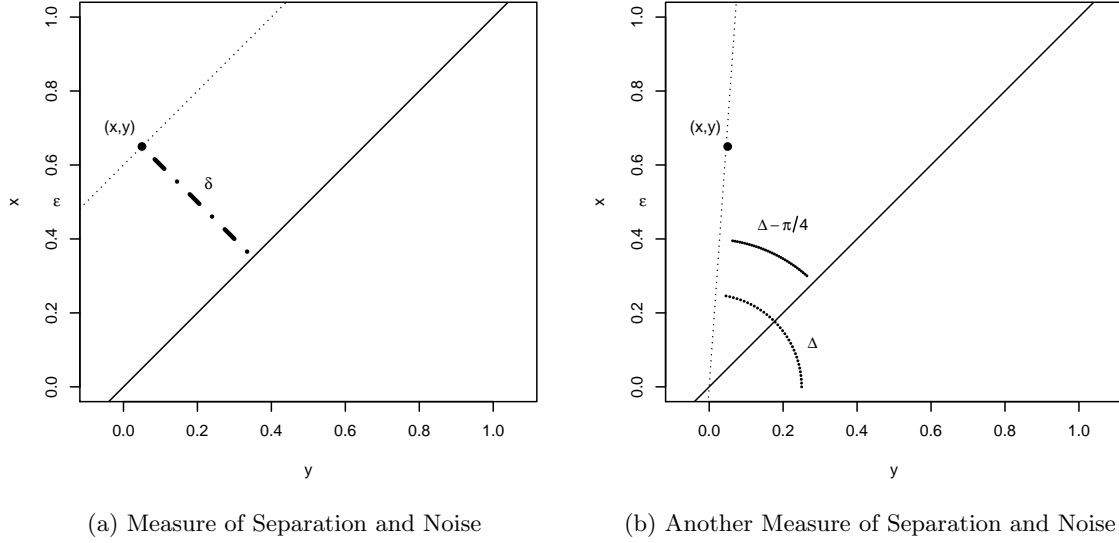 1.0
0.8
0.6
0.4
0.2
0.0
x
ε
(x,y)
δ
0.0 0.2 0.4 0.6 0.8 1.0
y
(a) Measure of Separation and Noise
1.0
0.8
0.6
0.4
0.2
0.0
x
ε
(x,y)
Δ−π/4
Δ
0.0 0.2 0.4 0.6 0.8 1.0
y
(b) Another Measure of Separation and Noise